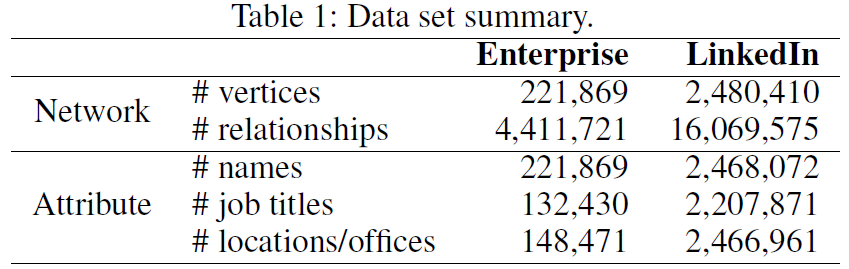 Table 1: Data set summary.
Enterprise LinkedIn
Network # vertices 221,869 2,480,410
# relationships 4,411,721 16,069,575
Attribute # names 221,869 2,468,072
# job titles 132,430 2,207,871
# locations/offices 148,471 2,466,961